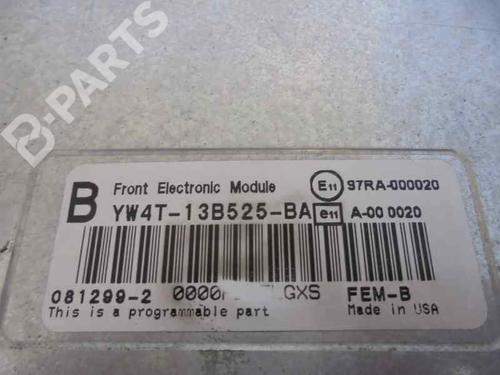 B-PARTS
B Front Electronic Module E11 97RA-000020
YW4T-13B525-BA e11 A-00 0020
081299-2 FEM-B
This is a programmable part Made in USA